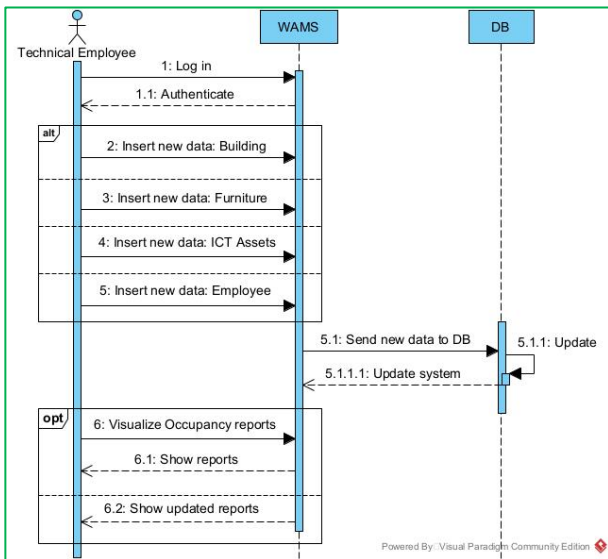 WAMS
DB
Technical Employee
1: Log in
1.1: Authenticate
alt
2: Insert new data: Building
3: Insert new data: Furniture
4: Insert new data: ICT Assets
5: Insert new data: Employee
5.1: Send new data to DB
5.1.1: Update
5.1.1.1: Update system
opt
6: Visualize Occupancy reports
6.1: Show reports
6.2: Show updated reports
Powered By Visual Paradigm Community Edition